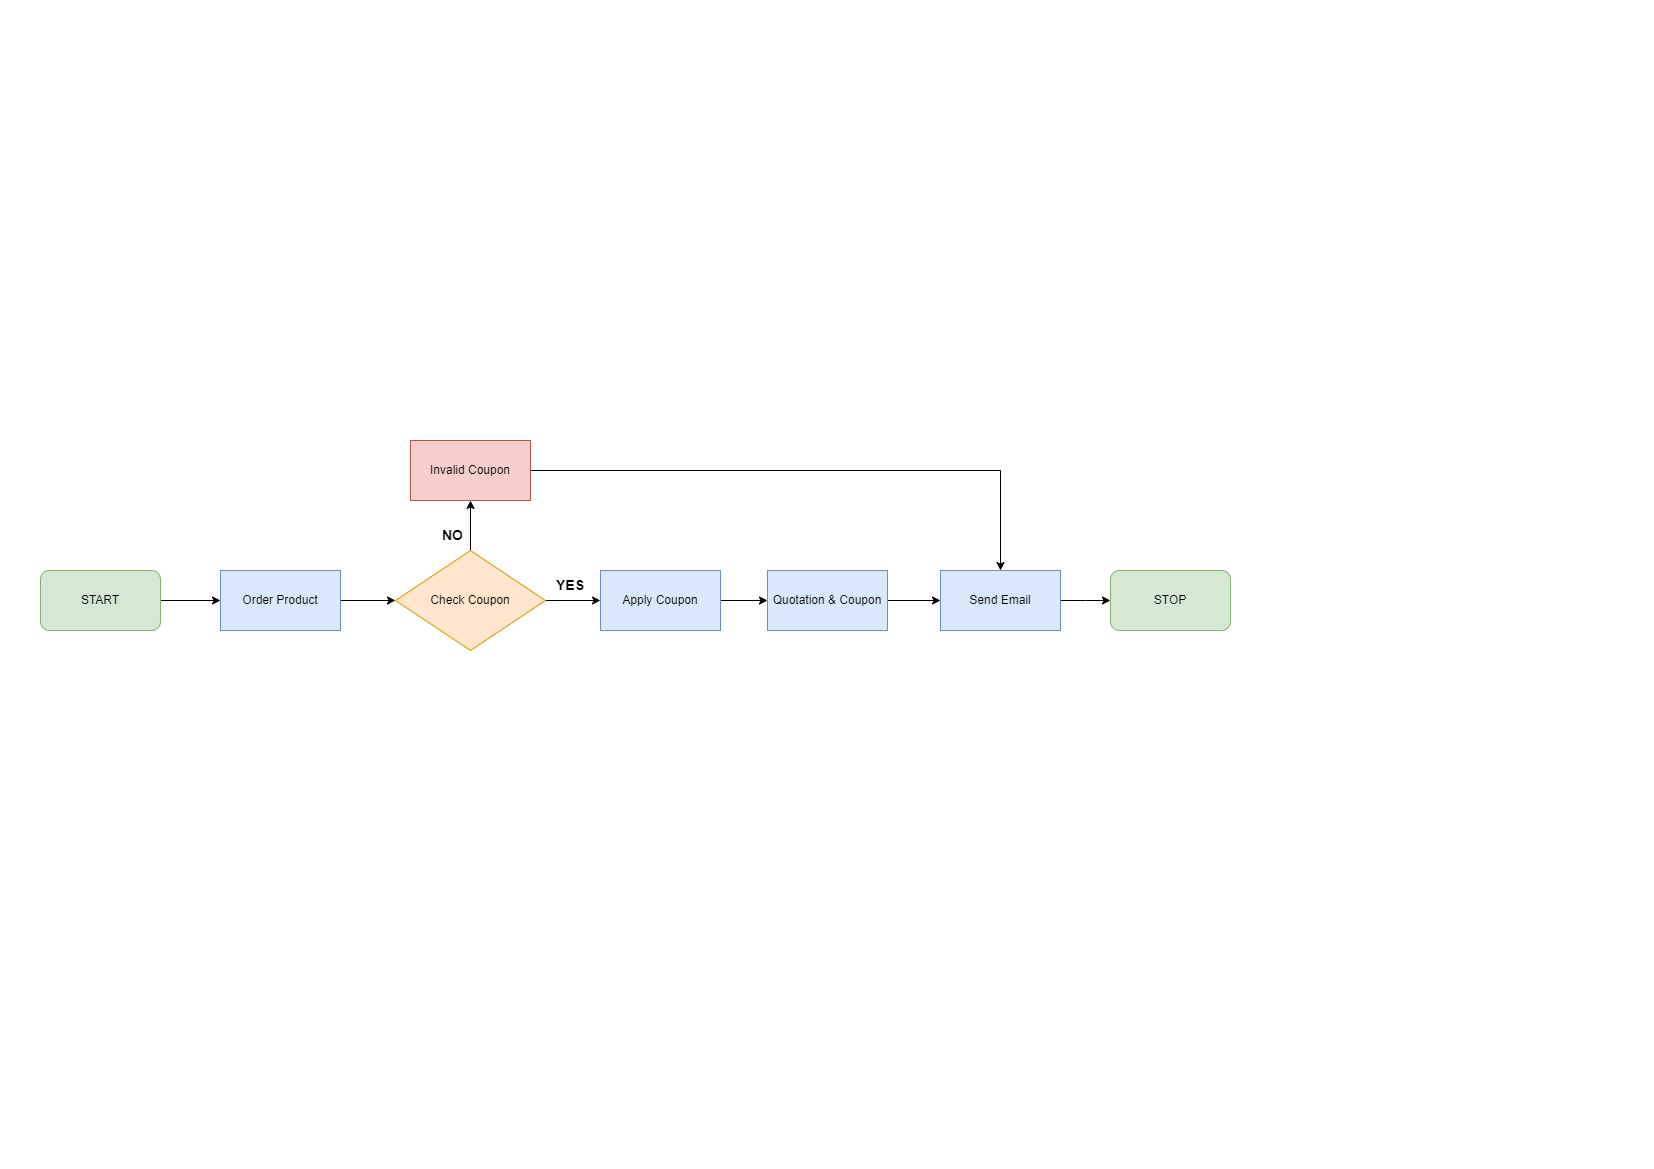 Invalid Coupon
NO
YES
START
Order Product
Check Coupon
Apply Coupon
Quotation & Coupon
Send Email
STOP